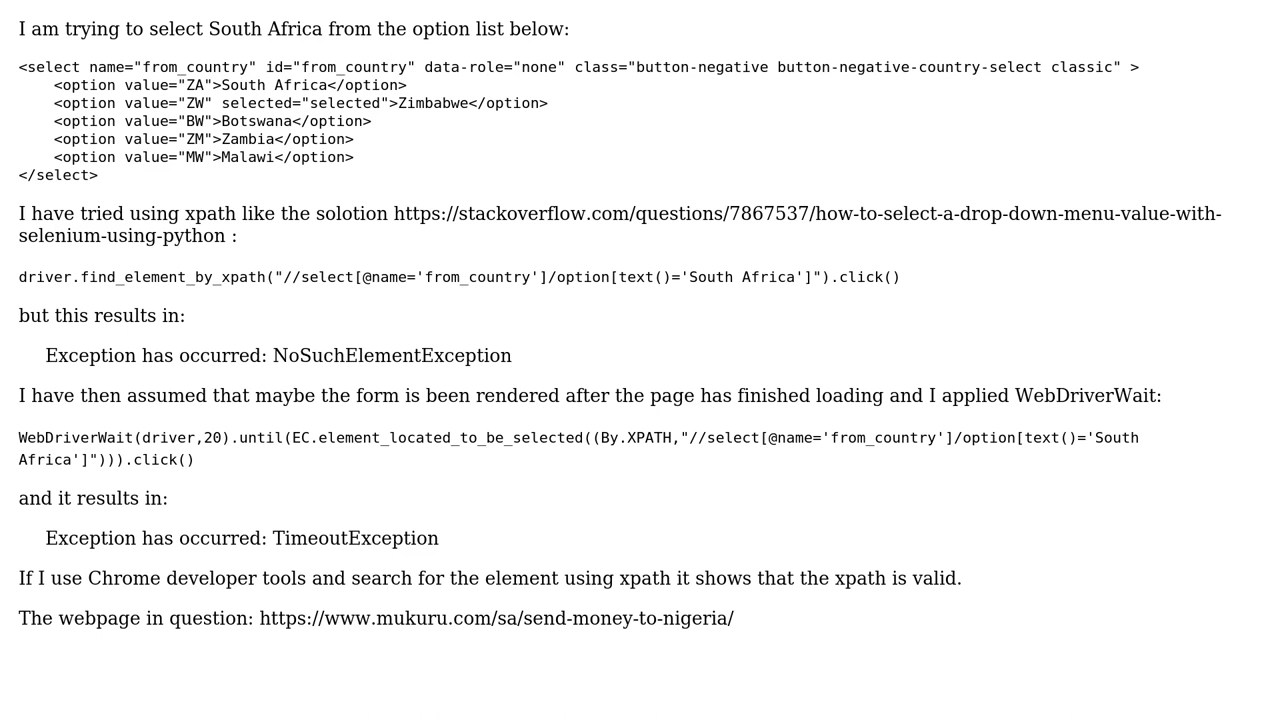 I am trying to select South Africa from the option list below:
<select name="from_country" id="from_country" data-role="none" class="button-negative button-negative-country-select classic" >
    <option value="ZA">South Africa</option>
    <option value="ZW" selected="selected">Zimbabwe</option>
    <option value="BW">Botswana</option>
    <option value="ZM">Zambia</option>
    <option value="MW">Malawi</option>
</select>
I have tried using xpath like the solotion https://stackoverflow.com/questions/7867537/how-to-select-a-drop-down-menu-value-with-
selenium-using-python :
driver.find_element_by_xpath("//select[@name='from_country']/option[text()='South Africa']").click()
but this results in:
Exception has occurred: NoSuchElementException
I have then assumed that maybe the form is been rendered after the page has finished loading and I applied WebDriverWait:
WebDriverWait(driver,20).until(EC.element_located_to_be_selected((By.XPATH,"//select[@name='from_country']/option[text()='South
Africa']"))).click()
and it results in:
Exception has occurred: TimeoutException
If I use Chrome developer tools and search for the element using xpath it shows that the xpath is valid.
The webpage in question: https://www.mukuru.com/sa/send-money-to-nigeria/